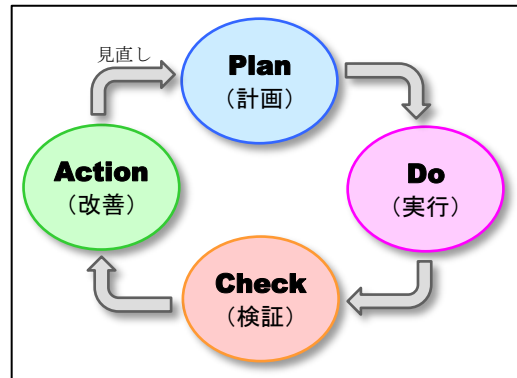 見直し
Plan
（計画）
Do
（実行）
Check
（検証）
Action
（改善）